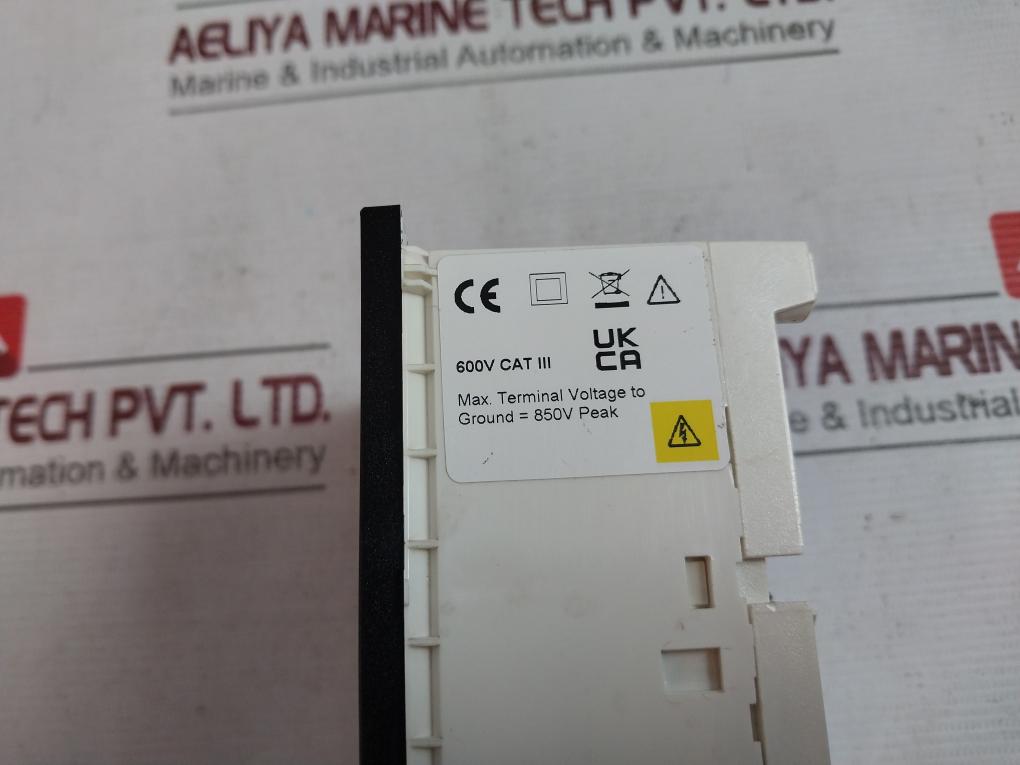 AELIYA MARINE TECH PVT. LTD.
Marine & Industrial Automation & Machinery
CE
UK
CA
600V CAT III
Max. Terminal Voltage to
Ground = 850V Peak
TECH PVT. LTD.
mation & Machinery
YA MARIN
e & Industrial